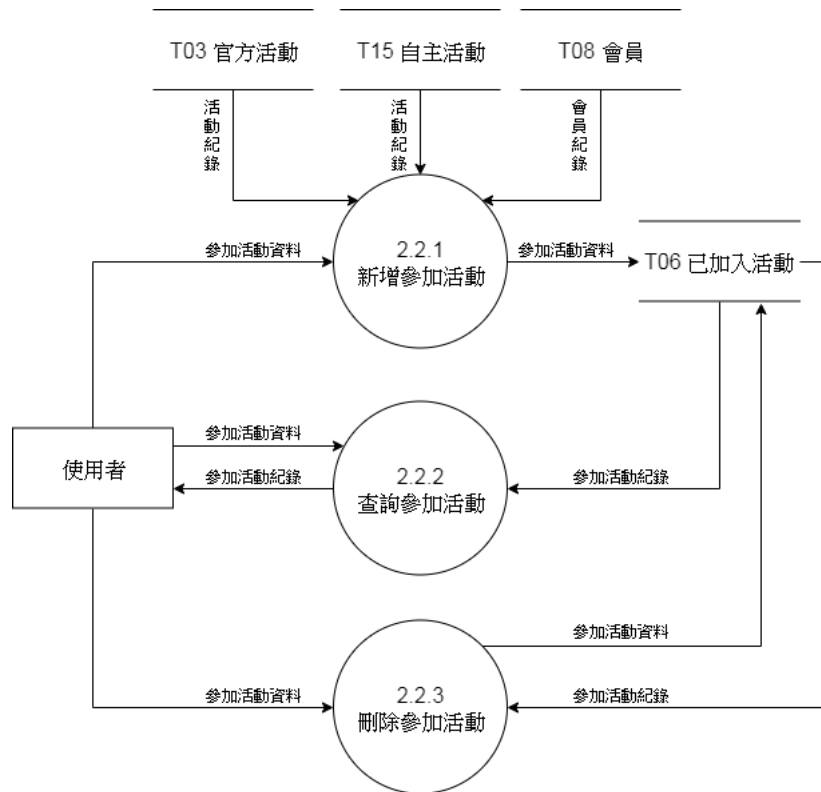 T03 官方活動
T15 自主活動
T08 會員
活動紀錄
活動紀錄
會員紀錄
2.2.1
新增參加活動
參加活動資料
參加活動資料
T06 已加入活動
使用者
參加活動資料
參加活動紀錄
2.2.2
查詢參加活動
參加活動紀錄
參加活動資料
2.2.3
刪除參加活動
參加活動資料
參加活動紀錄